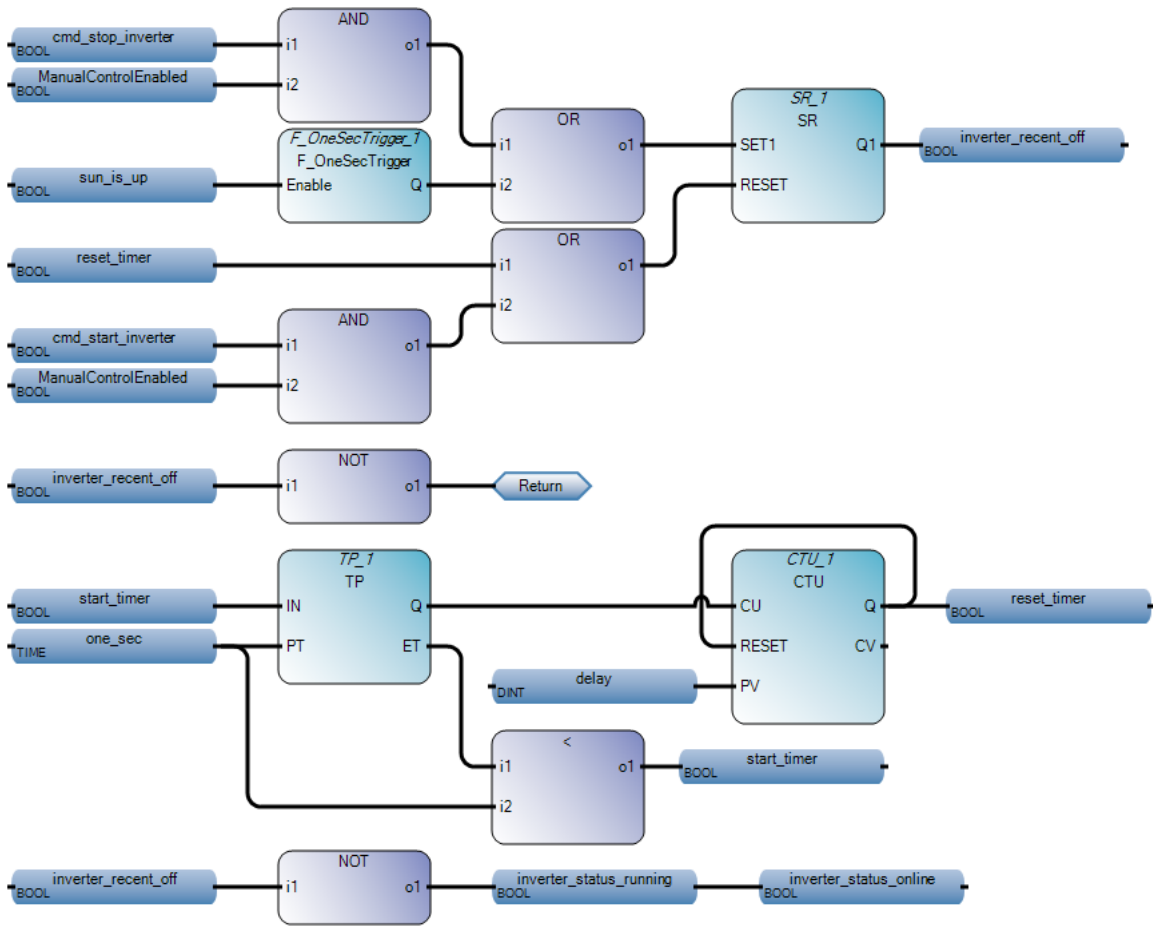 AND
cmd_stop_inverter
BOOL
i1
o1
ManualControlEnabled
BOOL
i2
OR
SR_1
SR
F_OneSecTrigger_1
F_OneSecTrigger
i1
o1
SET1
Q1
inverter_recent_off
BOOL
sun_is_up
BOOL
Enable
Q
i2
RESET
OR
reset_timer
BOOL
i1
o1
i2
AND
cmd_start_inverter
BOOL
i1
o1
ManualControlEnabled
BOOL
i2
NOT
inverter_recent_off
BOOL
i1
o1
Return
TP_1
TP
CTU_1
CTU
start_timer
BOOL
IN
Q
CU
Q
reset_timer
BOOL
one_sec
TIME
PT
ET
RESET
CV
delay
DINT
PV
<
i1
o1
start_timer
BOOL
i2
NOT
inverter_recent_off
BOOL
i1
o1
inverter_status_running
BOOL
inverter_status_online
BOOL